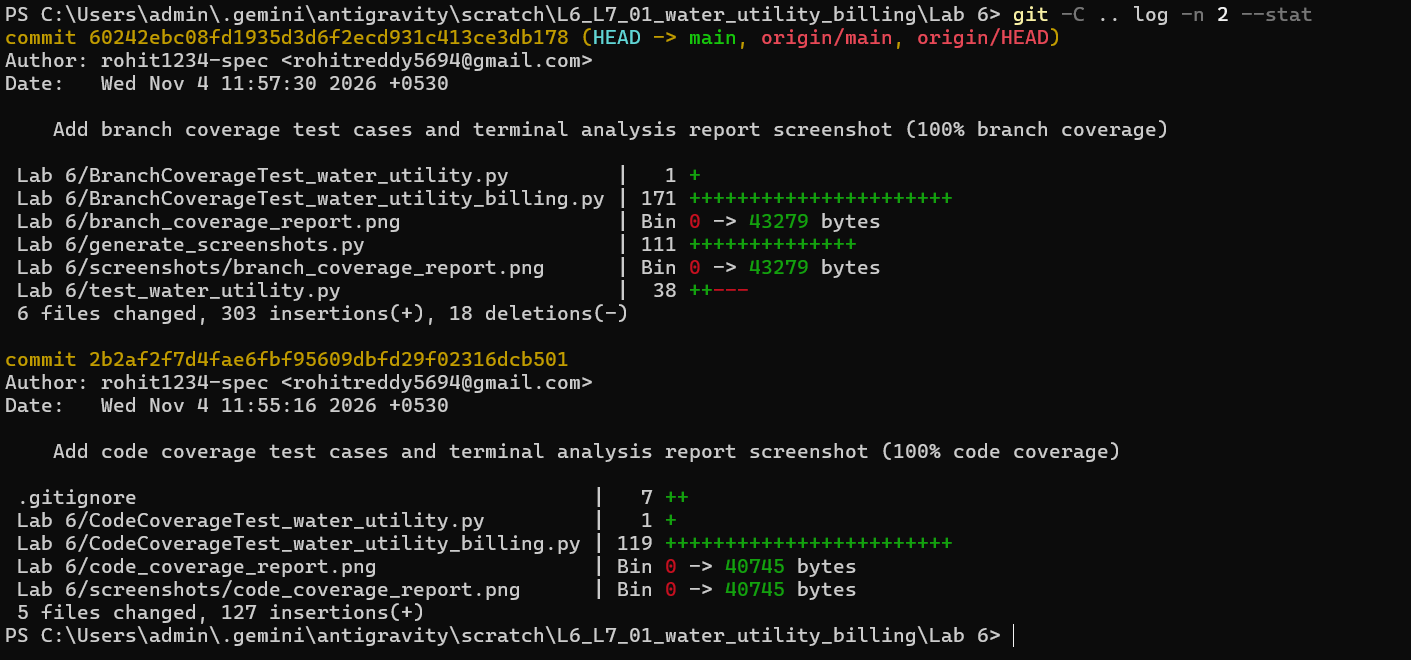 PS C:\Users\admin\.gemini\antigravity\scratch\L6_L7_01_water_utility_billing\Lab 6> git -C .. log -n 2 --stat
commit 60242ebc08fd1935d3d6f2ecd931c413ce3db178 (HEAD -> main, origin/main, origin/HEAD)
Author: rohit1234-spec <rohitreddy5694@gmail.com>
Date:   Wed Nov 4 11:57:30 2026 +0530

    Add branch coverage test cases and terminal analysis report screenshot (100% branch coverage)

 Lab 6/BranchCoverageTest_water_utility.py         |   1 +
 Lab 6/BranchCoverageTest_water_utility_billing.py | 171 ++++++++++++++++++++++
 Lab 6/branch_coverage_report.png                  | Bin 0 -> 43279 bytes
 Lab 6/generate_screenshots.py                     | 111 ++++++++++++++
 Lab 6/screenshots/branch_coverage_report.png      | Bin 0 -> 43279 bytes
 Lab 6/test_water_utility.py                       |  38 ++---
 6 files changed, 303 insertions(+), 18 deletions(-)

commit 2b2af2f7d4fae6fbf95609dbfd29f02316dcb501
Author: rohit1234-spec <rohitreddy5694@gmail.com>
Date:   Wed Nov 4 11:55:16 2026 +0530

    Add code coverage test cases and terminal analysis report screenshot (100% code coverage)

 .gitignore                                      |   7 ++
 Lab 6/CodeCoverageTest_water_utility.py         |   1 +
 Lab 6/CodeCoverageTest_water_utility_billing.py | 119 ++++++++++++++++++++++++
 Lab 6/code_coverage_report.png                  | Bin 0 -> 40745 bytes
 Lab 6/screenshots/code_coverage_report.png      | Bin 0 -> 40745 bytes
 5 files changed, 127 insertions(+)
PS C:\Users\admin\.gemini\antigravity\scratch\L6_L7_01_water_utility_billing\Lab 6>